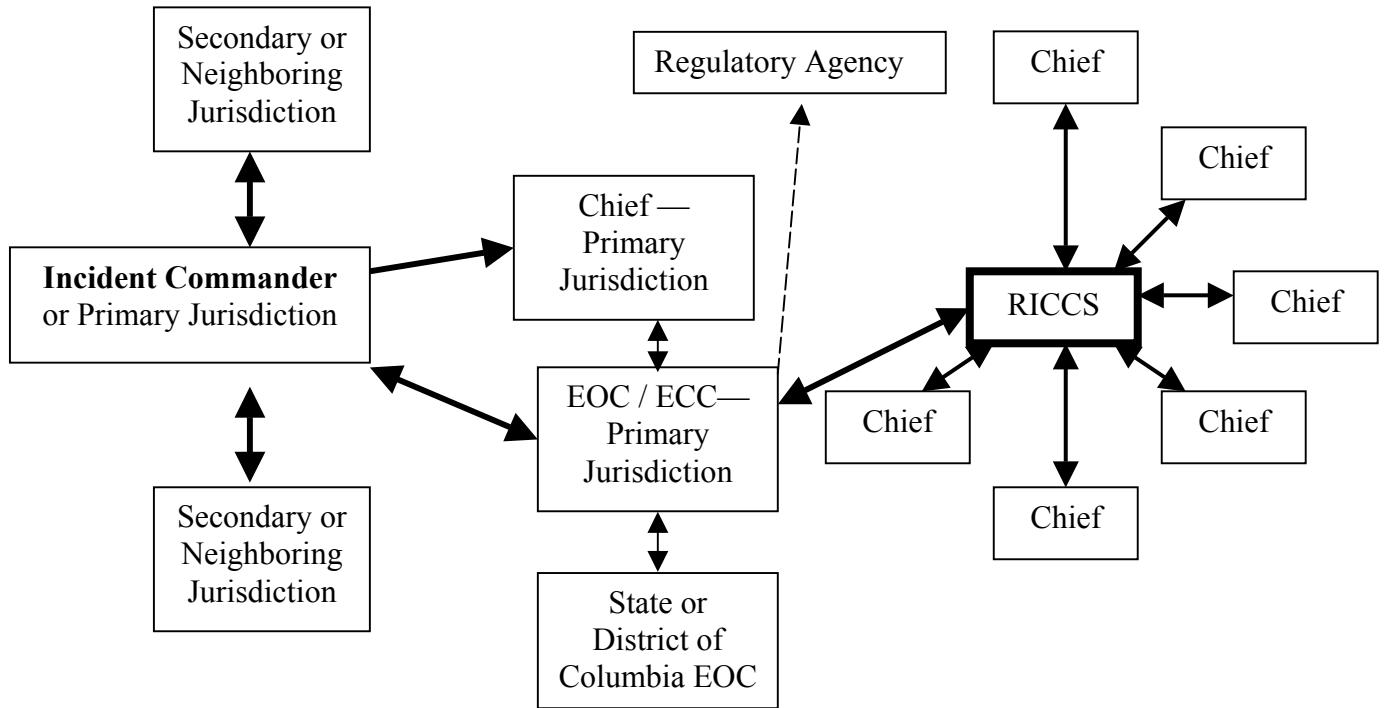 Secondary or
Neighboring
Jurisdiction
Regulatory Agency
Chief
Chief
Chief —
Primary
Jurisdiction
Incident Commander
or Primary Jurisdiction
RICCS
Chief
EOC / ECC—
Primary
Jurisdiction
Chief
Chief
Secondary or
Neighboring
Jurisdiction
Chief
State or
District of
Columbia EOC